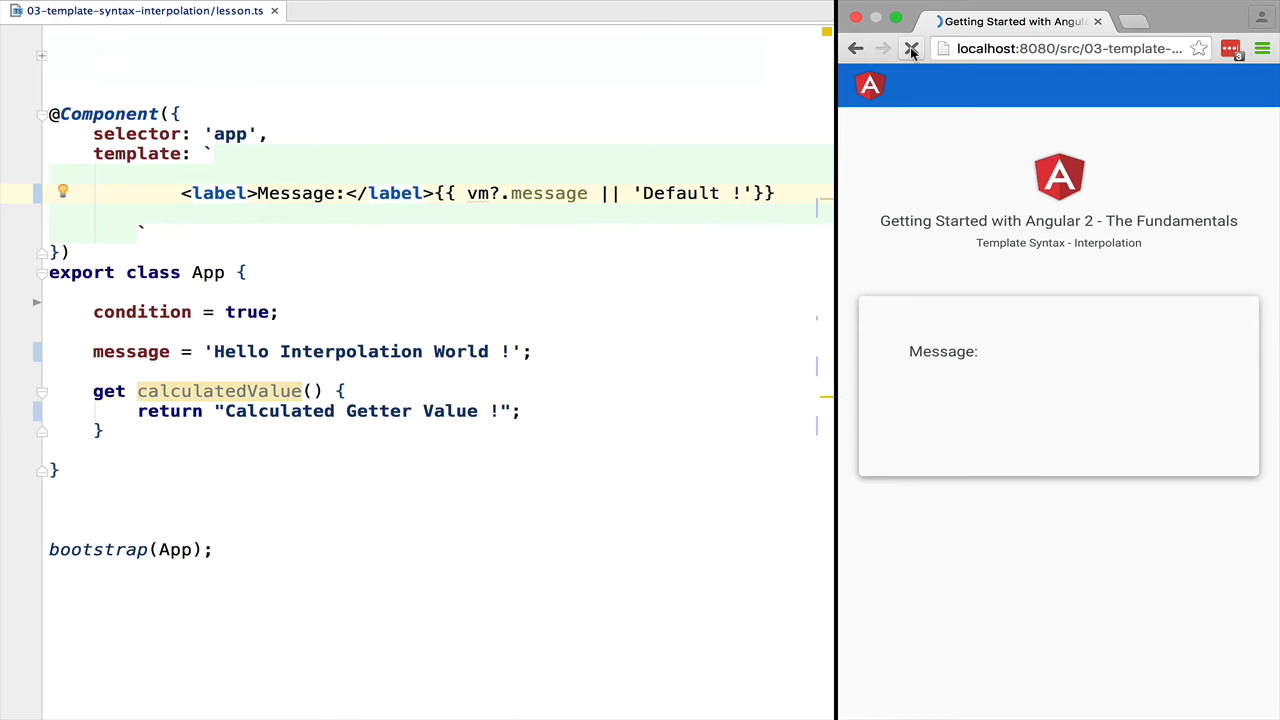 03-template-syntax-interpolation/lesson.ts
@Component({
selector: 'app',
template: `
<label>Message:</label>{{ vm?.message || 'Default !'}}
`
})
export class App {
condition = true;
message = 'Hello Interpolation World !';
get calculatedValue() {
return "Calculated Getter Value !";
}
}
bootstrap(App);
Getting Started with Angula
localhost:8080/src/03-template-...
3
Getting Started with Angular 2 - The Fundamentals
Template Syntax - Interpolation
Message: